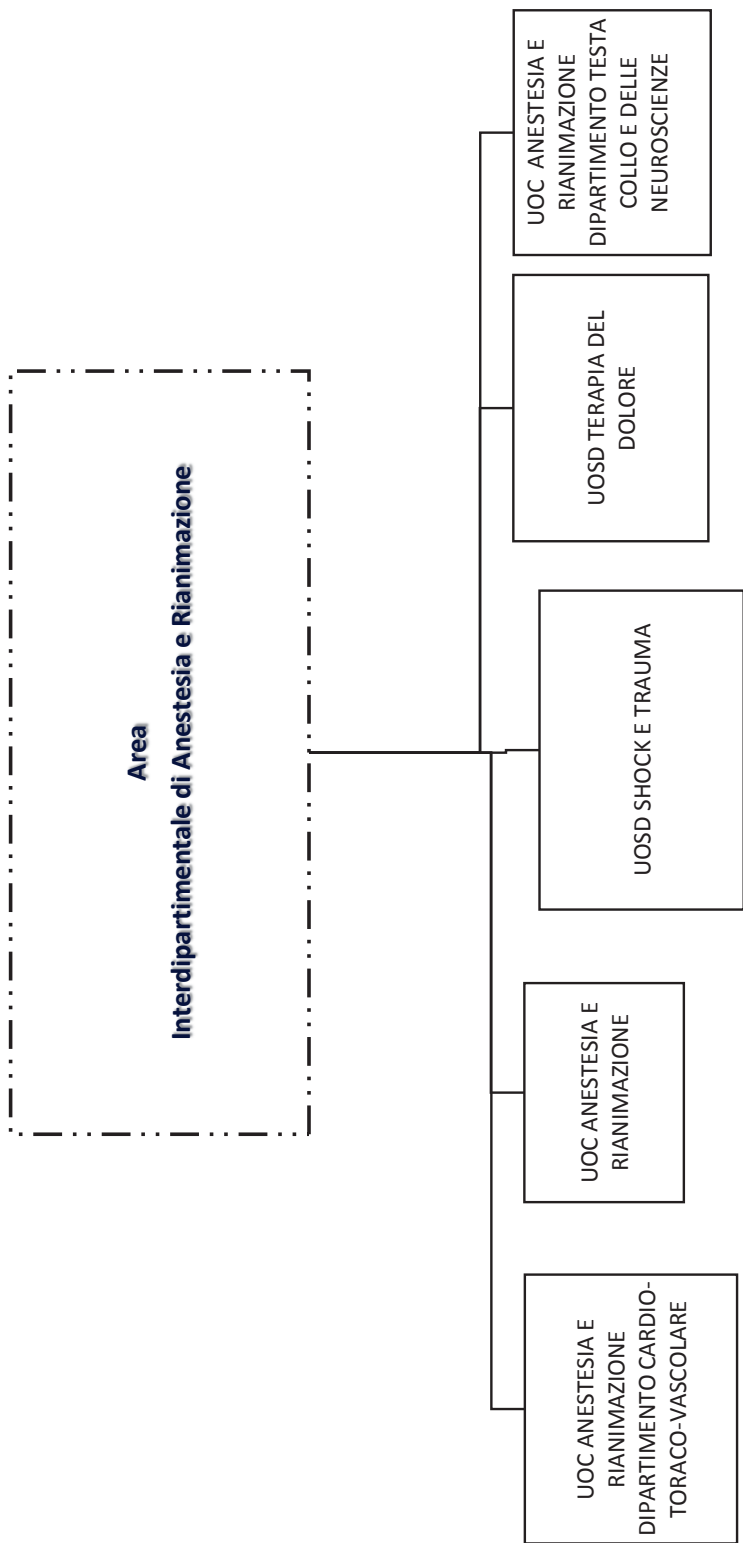 Area
Interdipartimentale di Anestesia e Rianimazione
UOC ANESTESIA E
RIANIMAZIONE
DIPARTIMENTO CARDIO-
TORACO-VASCOLARE
UOC ANESTESIA E
RIANIMAZIONE
UOSD SHOCK E TRAUMA
UOSD TERAPIA DEL
DOLORE
UOC ANESTESIA E
RIANIMAZIONE
DIPARTIMENTO TESTA
COLLO E DELLE
NEUROSCIENZE